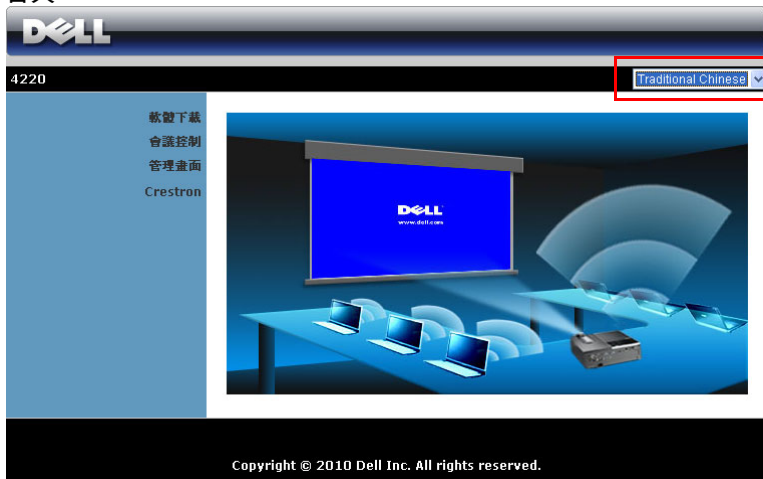 DELL
4220
Traditional Chinese
軟體下載
會議控制
管理畫面
Crestron
DELL
www.dell.com
Copyright © 2010 Dell Inc. All rights reserved.